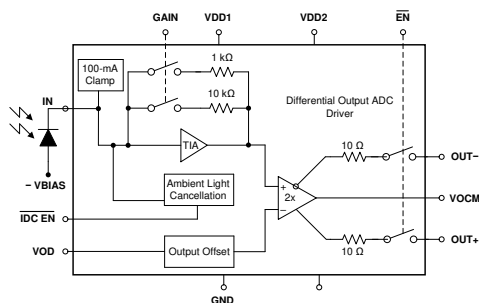 GAIN
VDD1
VDD2
EN
1 kΩ
100-mA
Clamp
10 kΩ
Differential Output ADC
Driver
IN
TIA
10 Ω
OUT−
− VBIAS
Ambient Light
Cancellation
+
2x
−
VOCM
IDC EN
VOD
Output Offset
OUT+
10 Ω
GND